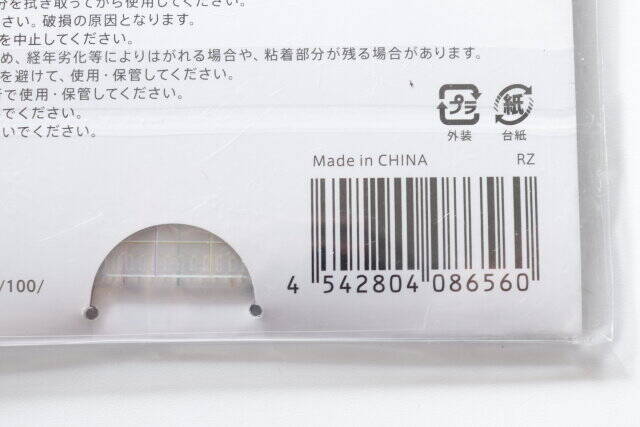 分を拭き取ってから使用してください。
さい。破損の原因となります。
を中止してください。
め、経年劣化等によりはがれる場合や、粘着部分が残る場合があります。
を避けて、使用・保管してください。
で使用・保管してください。
でください。
いでください。
プラ 紙
外装 台紙
Made in CHINA RZ
/100/
4 542804 086560